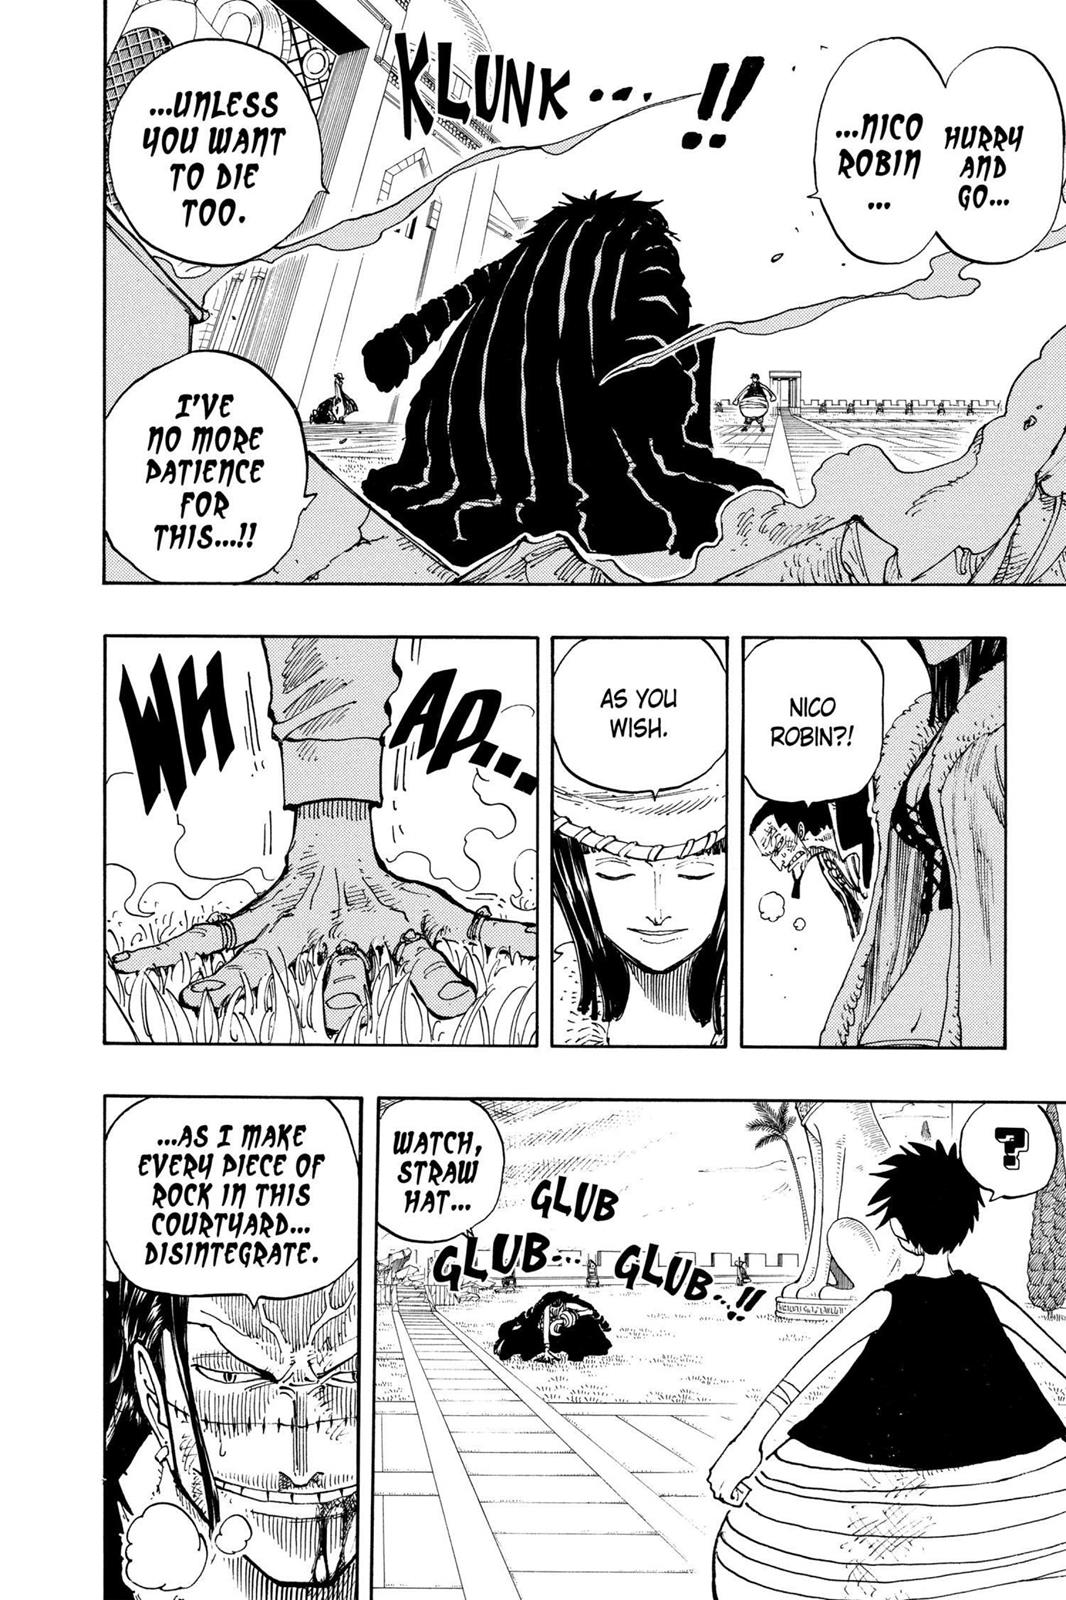 HURRY
AND
GO...
...NICO
ROBIN
...
KLUNK...!!
...UNLESS
YOU WANT
TO DIE
TOO.
I'VE
NO MORE
PATIENCE
FOR
THIS...!!
NICO
ROBIN?!
AS YOU
WISH.
WHAP...
?
WATCH,
STRAW
HAT...
GLUB
GLUB...
GLUB...!!
...AS I MAKE
EVERY PIECE OF
ROCK IN THIS
COURTYARD...
DISINTEGRATE.